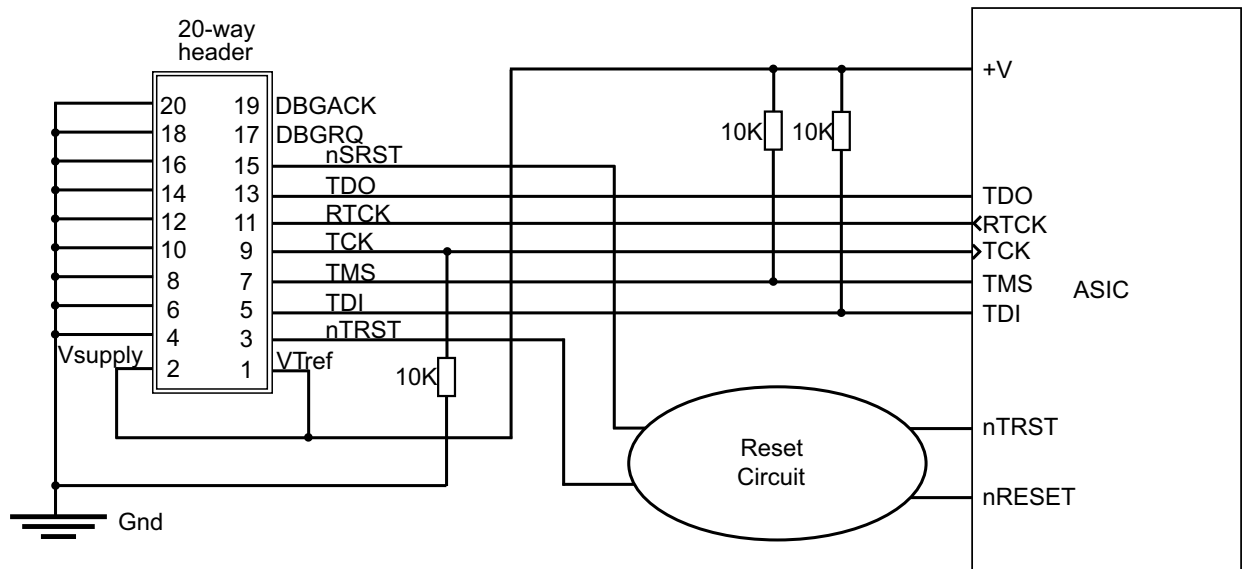 20-way
header
+V
20 19 DBGACK
18 17 DBGRQ
10K 10K
nSRST
16 15
TDO
14 13 TDO
RTCK
12 11 RTCK
TCK
10 9 TCK
TMS
8 7 TMS
ASIC
TDI
6 5 TDI
nTRST
4 3
Vsupply VTref
2 1
10K
nTRST
Reset
Circuit
nRESET
Gnd